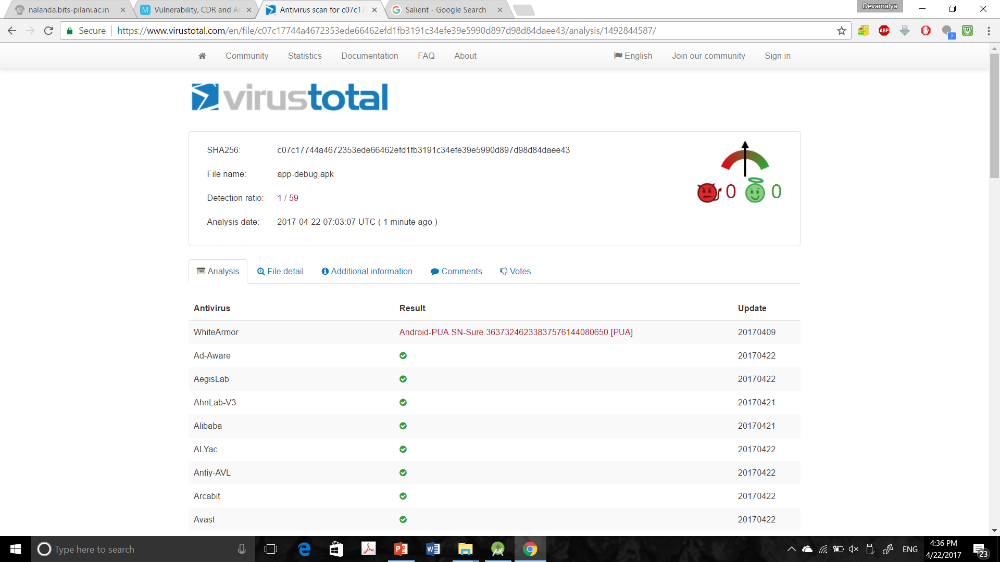 nalanda.bits-pilani.ac.in
Vulnerability, CDR and A
Antivirus scan for c07c17
Salient - Google Search
Devamalya
Secure
https://www.virustotal.com/en/file/c07c17744a4672353ede66462efd1fb3191c34efe39e5990d897d98d84daee43/analysis/1492844587/
ABP
?
M
Community Statistics Documentation FAQ About English Join our community Sign in
virustotal
SHA256: c07c17744a4672353ede66462efd1fb3191c34efe39e5990d897d98d84daee43
File name: app-debug.apk
Detection ratio: 1 / 59
Analysis date: 2017-04-22 07:03:07 UTC ( 1 minute ago )
0 0
Analysis File detail Additional information Comments Votes
Antivirus Result Update
WhiteArmor Android-PUA.SN-Sure.36373246233837576144080650.[PUA] 20170409
Ad-Aware 20170422
AegisLab 20170422
AhnLab-V3 20170421
Alibaba 20170421
ALYac 20170422
Antiy-AVL 20170422
Arcabit 20170422
Avast 20170422
Type here to search
ENG
4:36 PM
4/22/2017
23